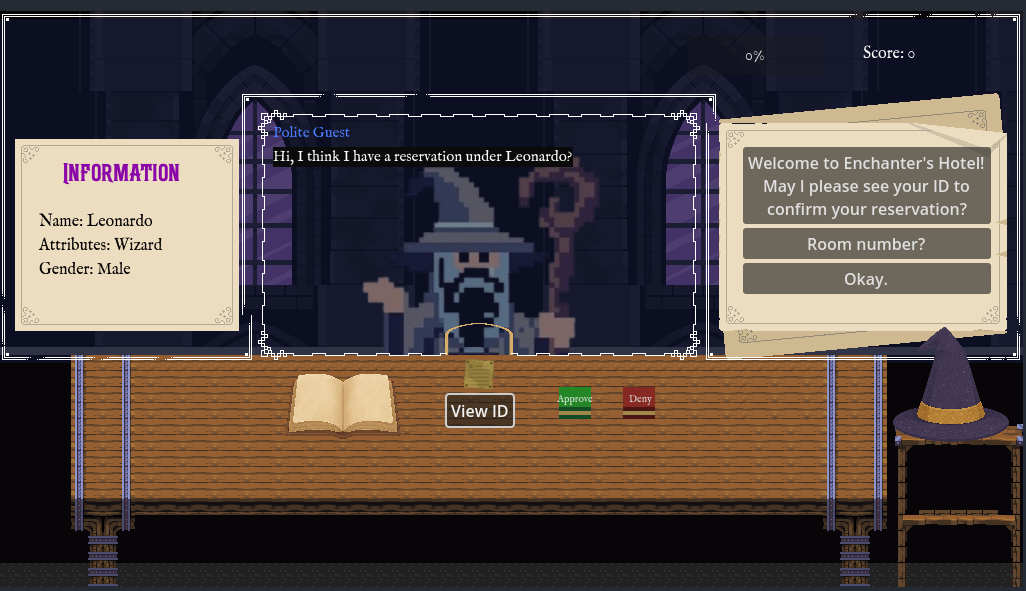 0%
Score: 0
Polite Guest
Hi, I think I have a reservation under Leonardo?
Information
Name: Leonardo
Attributes: Wizard
Gender: Male
Welcome to Enchanter's Hotel!
May I please see your ID to
confirm your reservation?
Room number?
Okay.
View ID
Approve
Deny